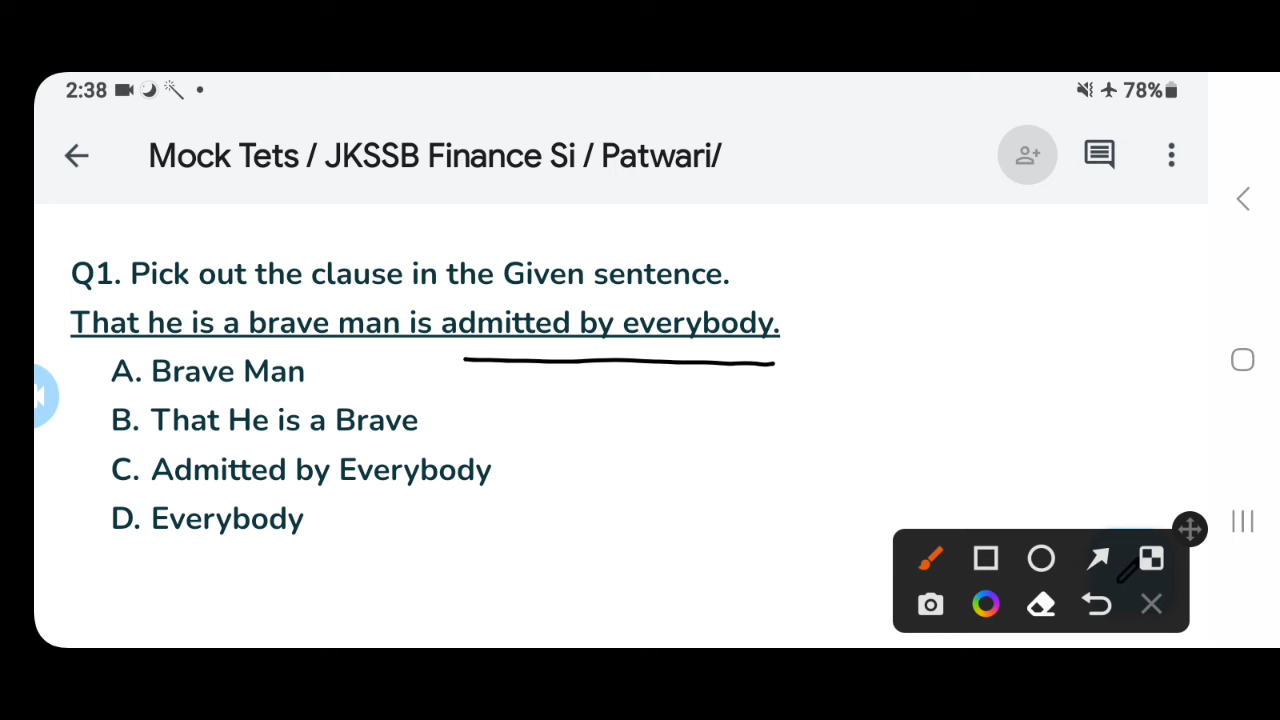 2:38 78%
Mock Tets / JKSSB Finance Si / Patwari/
Q1. Pick out the clause in the Given sentence.
That he is a brave man is admitted by everybody.
A. Brave Man
B. That He is a Brave
C. Admitted by Everybody
D. Everybody